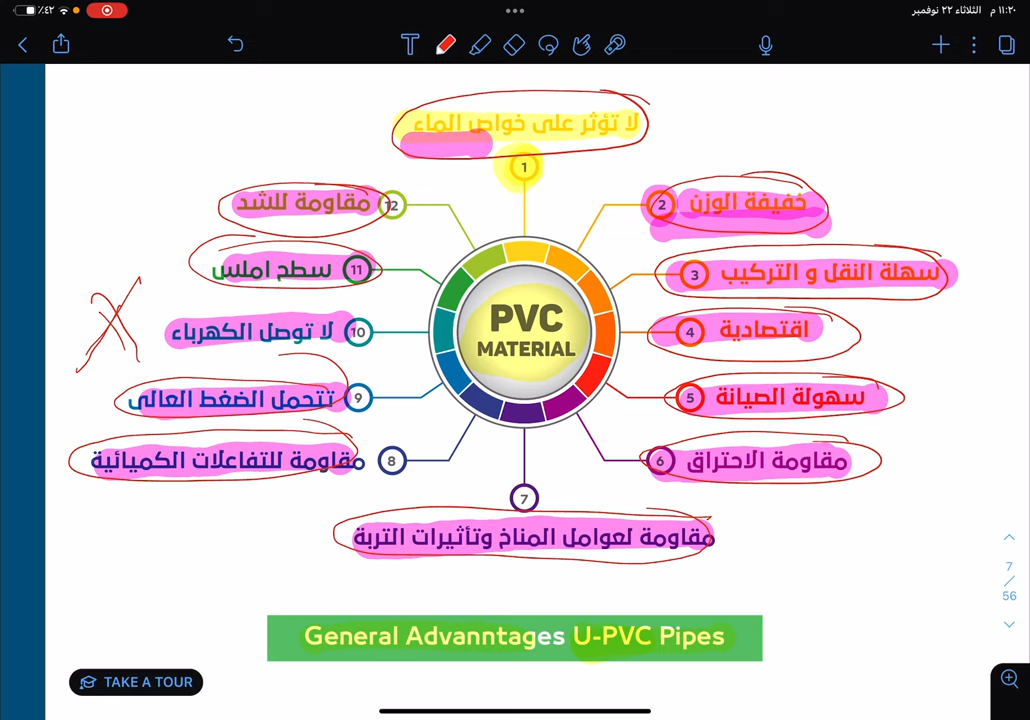 ١١:٢٠ م الثلاثاء ٢٢ نوفمبر
٪٤٢
لا تؤثر على خواص الماء
1
خفيفة الوزن
2
سهلة النقل و التركيب
3
اقتصادية
4
سهولة الصيانة
5
مقاومة الاحتراق
6
7
مقاومة لعوامل المناخ وتأثيرات التربة
مقاومة للتفاعلات الكميائية
8
تتحمل الضغط العالى
9
لا توصل الكهرباء
10
سطح املس
11
مقاومة للشد
12
PVC
MATERIAL
General Advanntages U-PVC Pipes
7
/
56
TAKE A TOUR